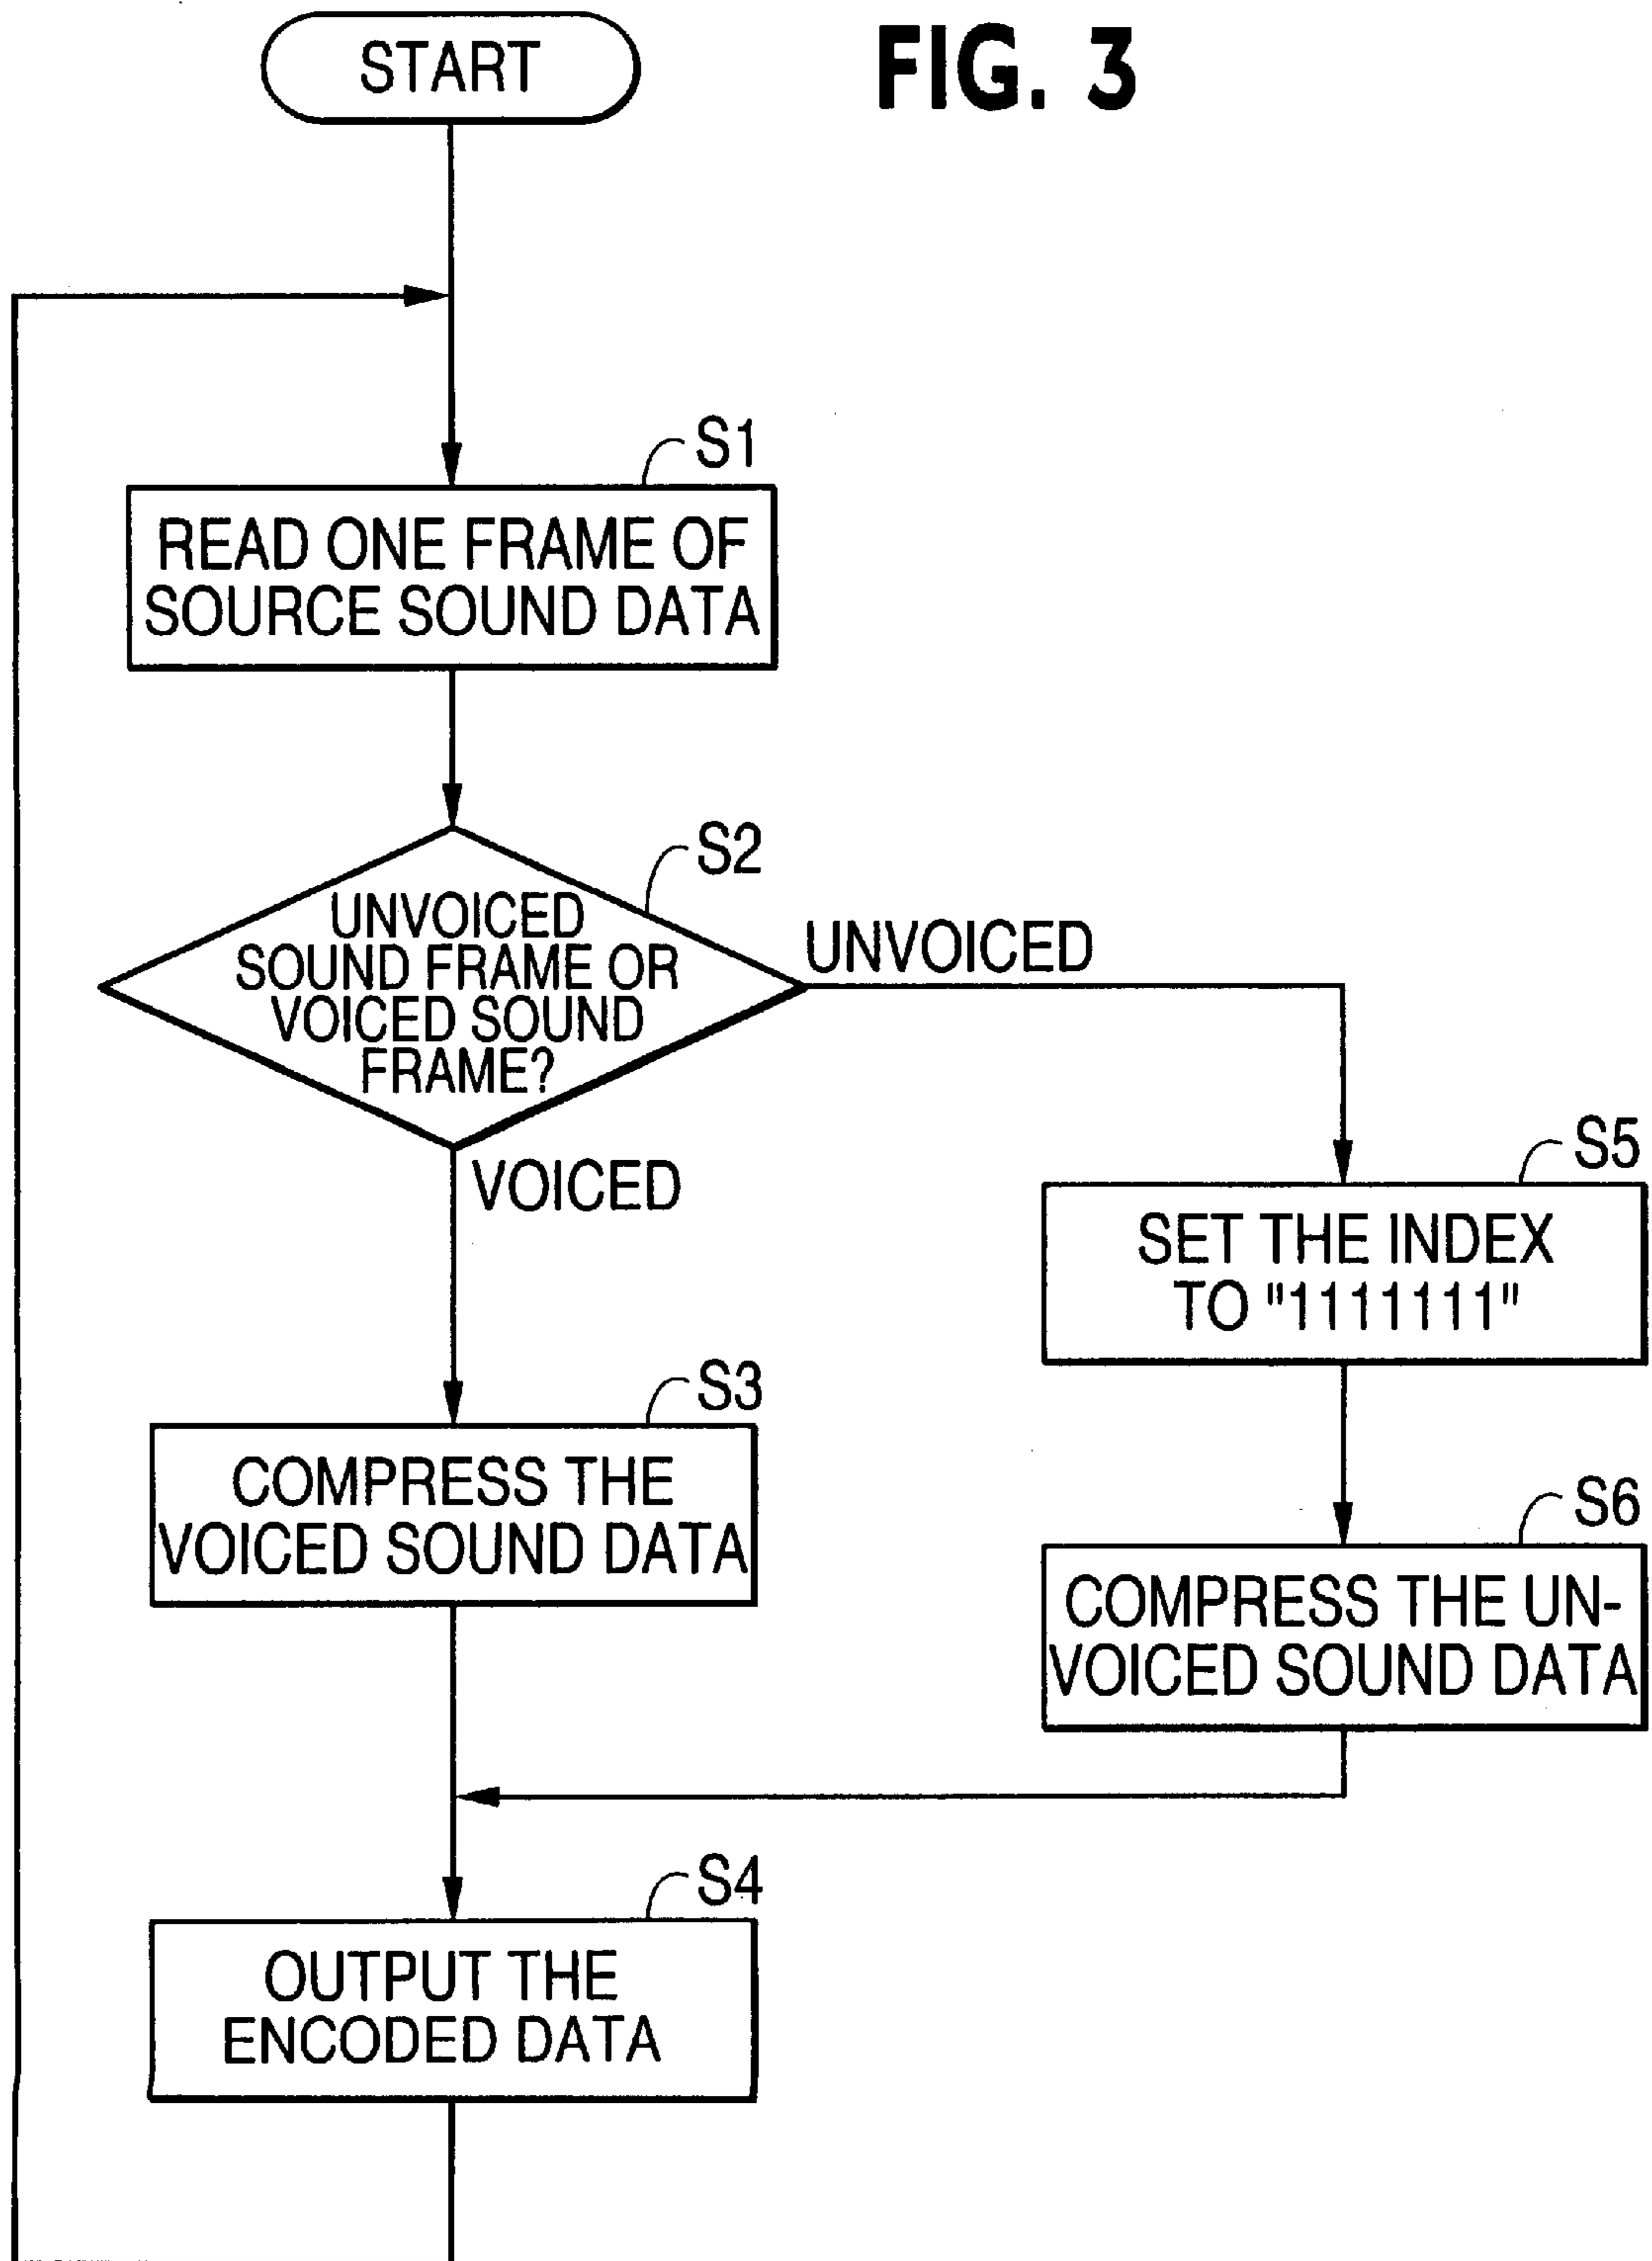 START
FIG. 3
S1
READ ONE FRAME OF
SOURCE SOUND DATA
S2
UNVOICED
SOUND FRAME OR
VOICED SOUND
FRAME?
UNVOICED
VOICED
S5
SET THE INDEX
TO "1111111"
S3
COMPRESS THE
VOICED SOUND DATA
S6
COMPRESS THE UN-
VOICED SOUND DATA
S4
OUTPUT THE
ENCODED DATA